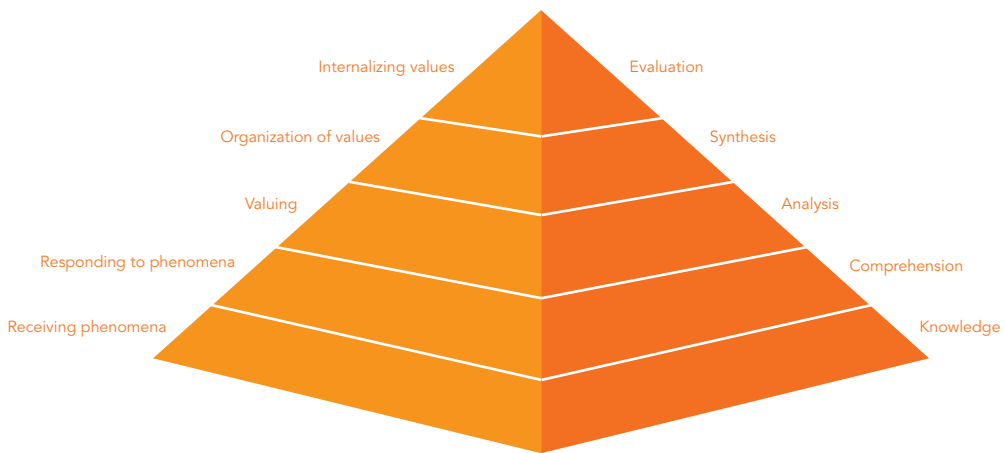 Internalizing values
Evaluation
Organization of values
Synthesis
Valuing
Analysis
Responding to phenomena
Comprehension
Receiving phenomena
Knowledge